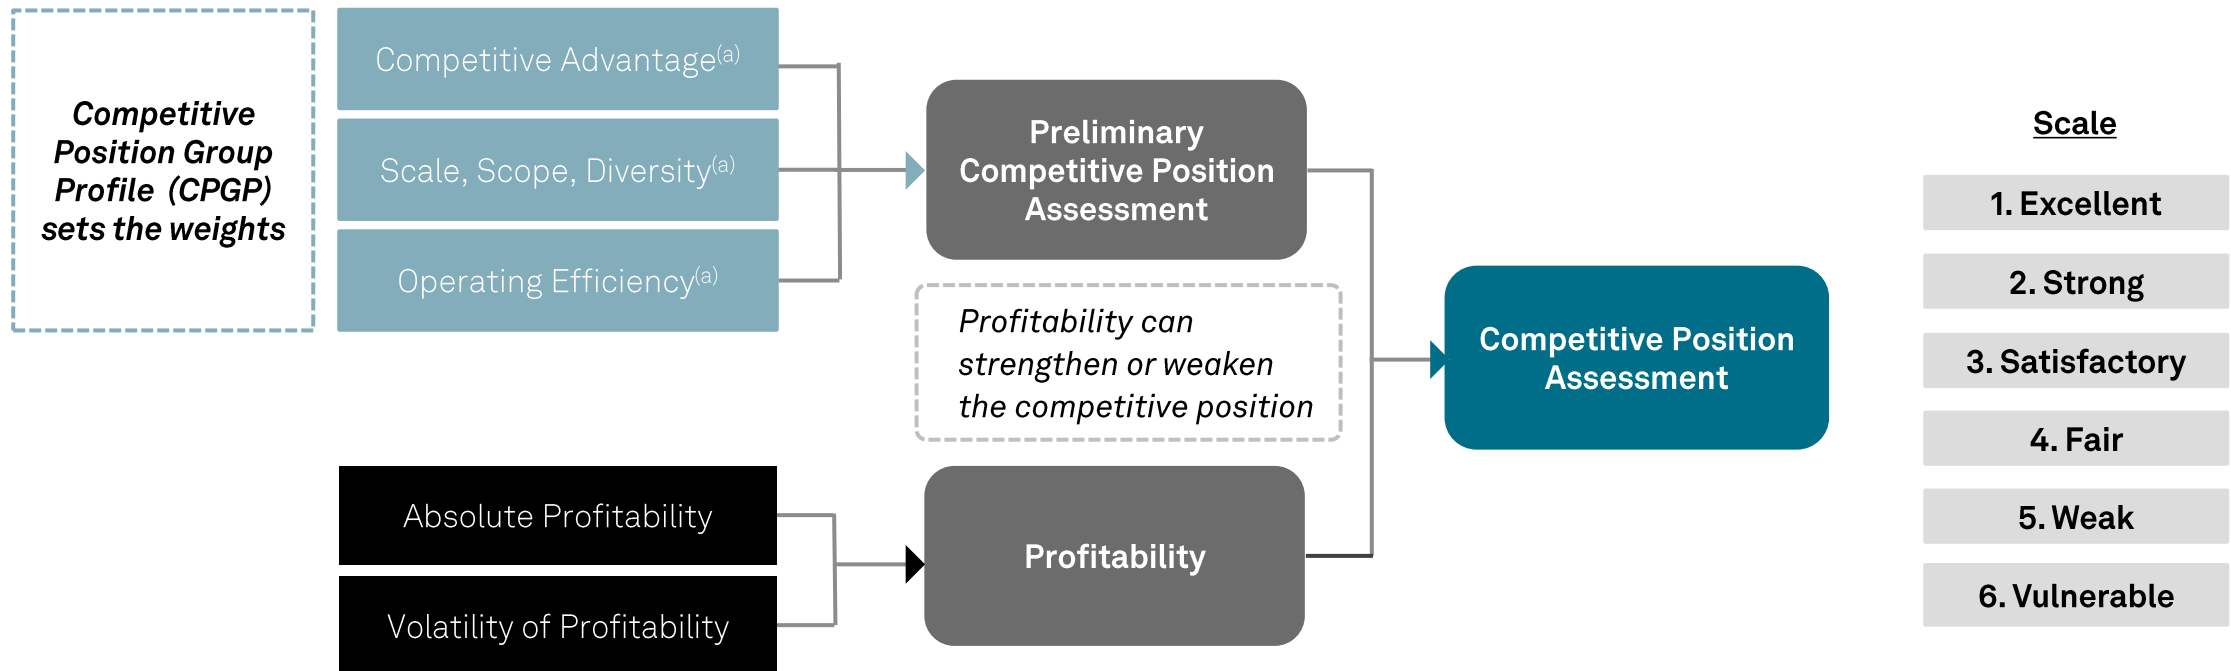 Competitive
Position Group
Profile (CPGP)
sets the weights
Competitive Advantage(a)
Scale, Scope, Diversity(a)
Operating Efficiency(a)
Preliminary
Competitive Position
Assessment
Profitability can
strengthen or weaken
the competitive position
Absolute Profitability
Volatility of Profitability
Profitability
Competitive Position
Assessment
Scale
1. Excellent
2. Strong
3. Satisfactory
4. Fair
5. Weak
6. Vulnerable